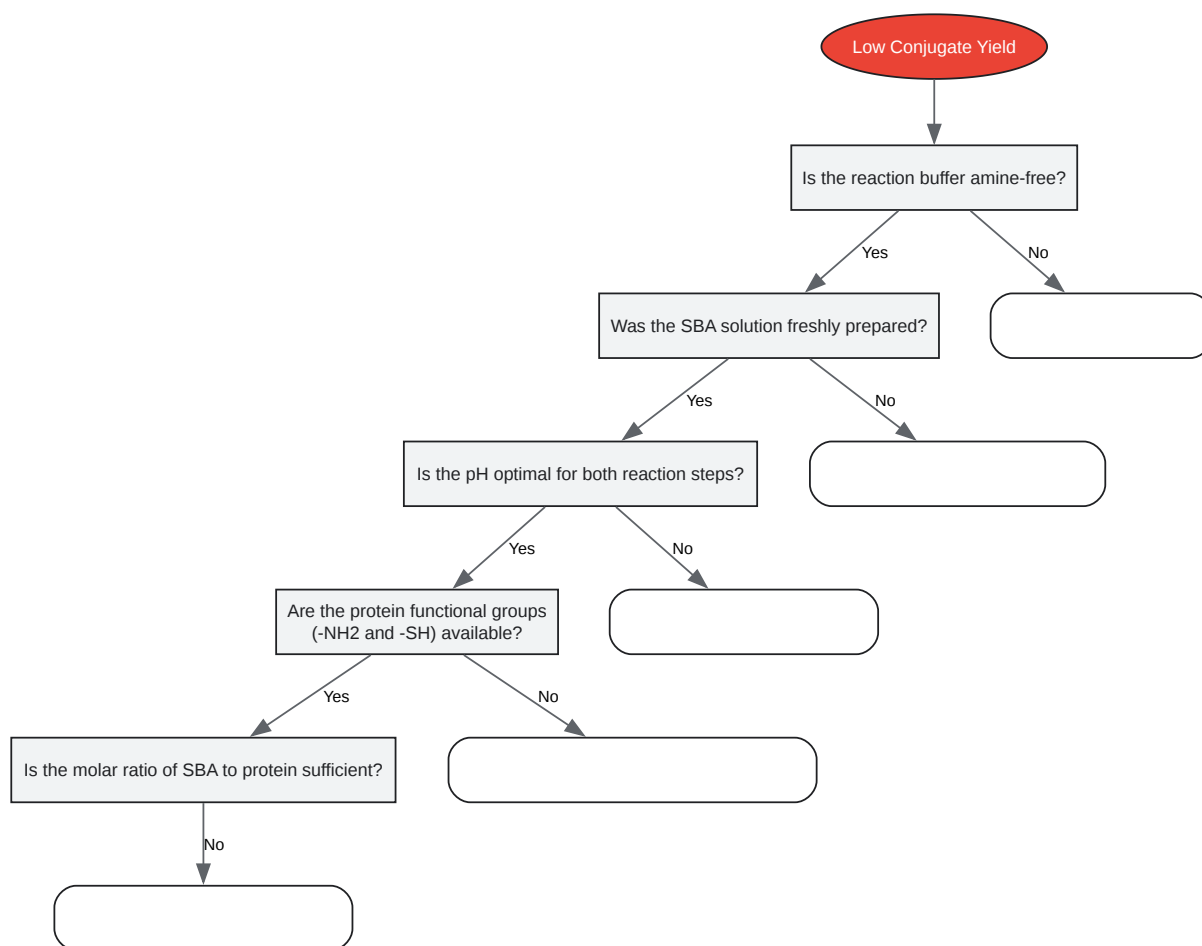 Low Conjugate Yield
Is the reaction buffer amine-free?
Yes
No
Was the SBA solution freshly prepared?
Yes
No
Is the pH optimal for both reaction steps?
Yes
No
Are the protein functional groups
(-NH2 and -SH) available?
Yes
No
Is the molar ratio of SBA to protein sufficient?
No